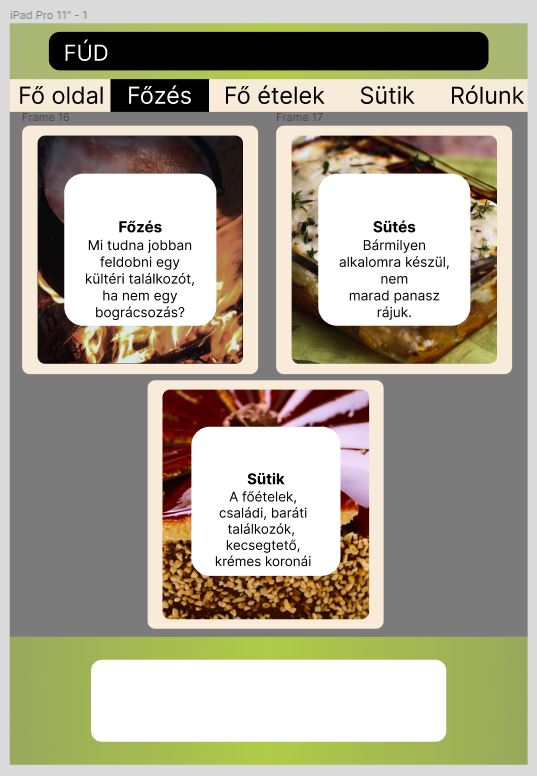 iPad Pro 11" - 1
FÚD
Fő oldal Főzés Fő ételek Sütik Rólunk
Frame 16
Frame 17
Főzés
Mi tudna jobban
feldobni egy
kültéri találkozót,
ha nem egy
bográcsozás?
Sütés
Bármilyen
alkalomra készül,
nem
marad panasz
rájuk.
Sütik
A főételek,
családi, baráti
találkozók,
kecsegtető,
krémes koronái